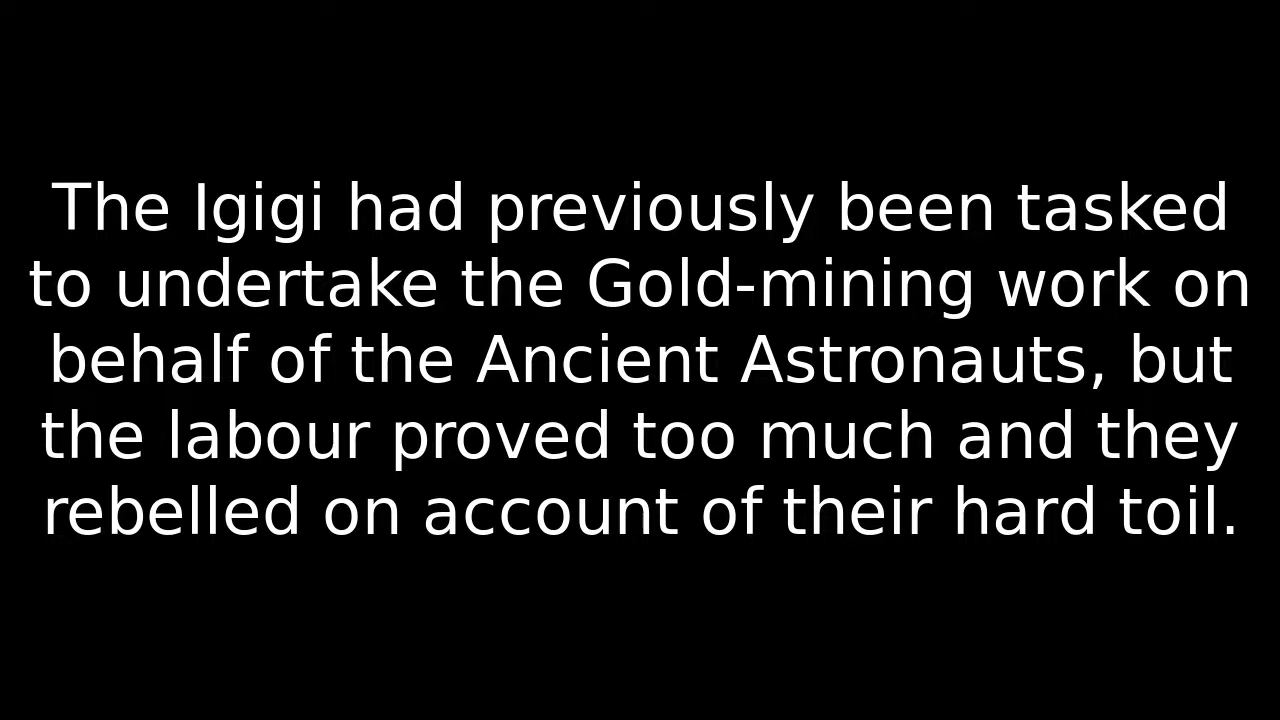 The Igigi had previously been tasked
to undertake the Gold-mining work on
behalf of the Ancient Astronauts, but
the labour proved too much and they
rebelled on account of their hard toil.